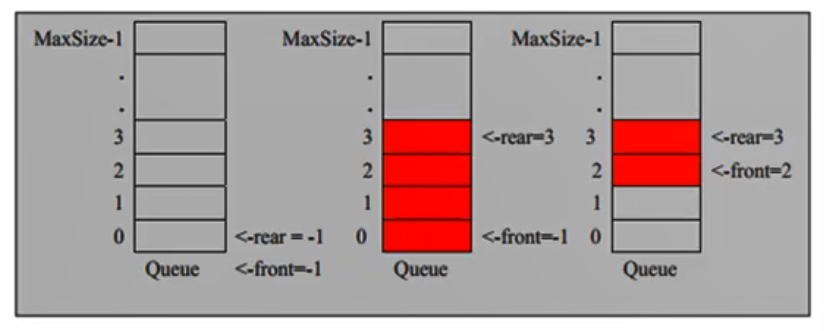 MaxSize-1 MaxSize-1 MaxSize-1
. . .
. . .
3 3 <-rear=3 3 <-rear=3
2 2 2 <-front=2
1 1 1
0 <-rear = -1 0 <-front=-1 0
Queue <-front=-1 Queue Queue